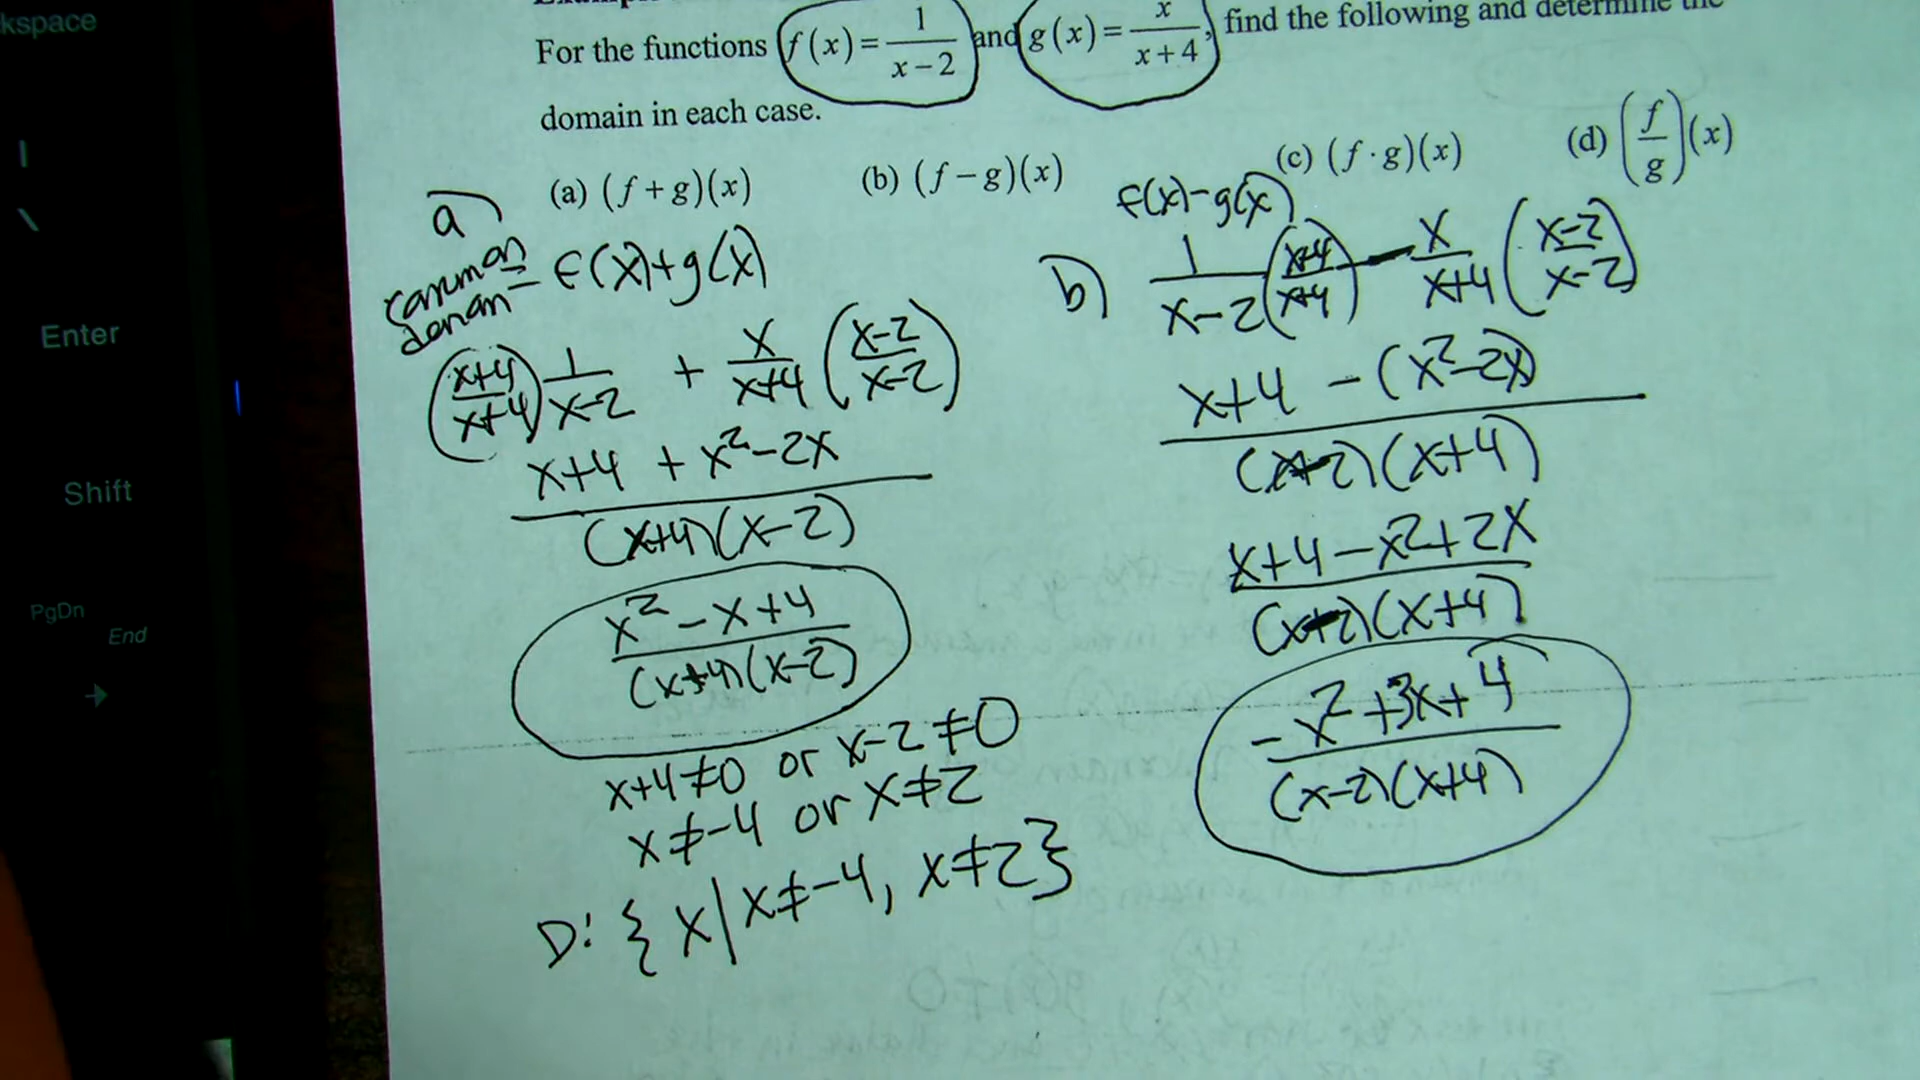 kspace
|
\
Enter
Shift
PgDn
End
→
For the functions f(x) = 1/(x − 2) and g(x) = x/(x + 4), find the following and determine the
domain in each case.
(a) (f + g)(x) (b) (f − g)(x) (c) (f · g)(x) (d) (f/g)(x)
a)
common
f(x)+g(x)
((x+4)/(x+4)) 1/(x-2) + x/(x+4) ((x-2)/(x-2))
(x+4 + x²-2x)/((x+4)(x-2))
(x²-x+4)/((x+4)(x-2))
x+4≠0 or x-2≠0
x≠-4 or x≠2
D: {x|x≠-4, x≠2}
f(x)-g(x)
b) 1/(x-2) ((x+4)/(x+4)) - x/(x+4) ((x-2)/(x-2))
(x+4 - (x²-2x))/((x-2)(x+4))
(x+4-x²+2x)/((x-2)(x+4))
(-x²+3x+4)/((x-2)(x+4))